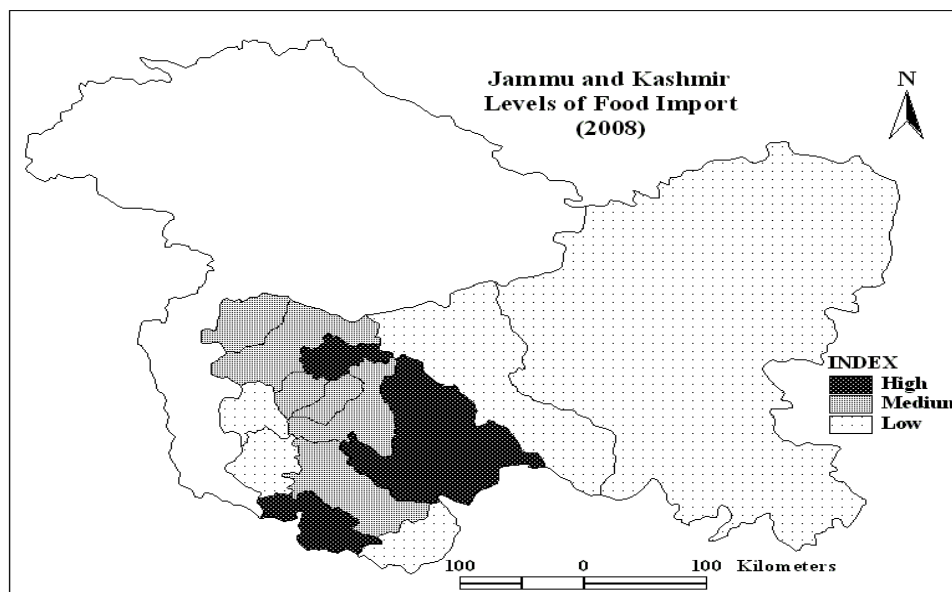 Jammu and Kashmir
Levels of Food Import
(2008)
N
INDEX
High
Medium
Low
100 0 100 Kilometers